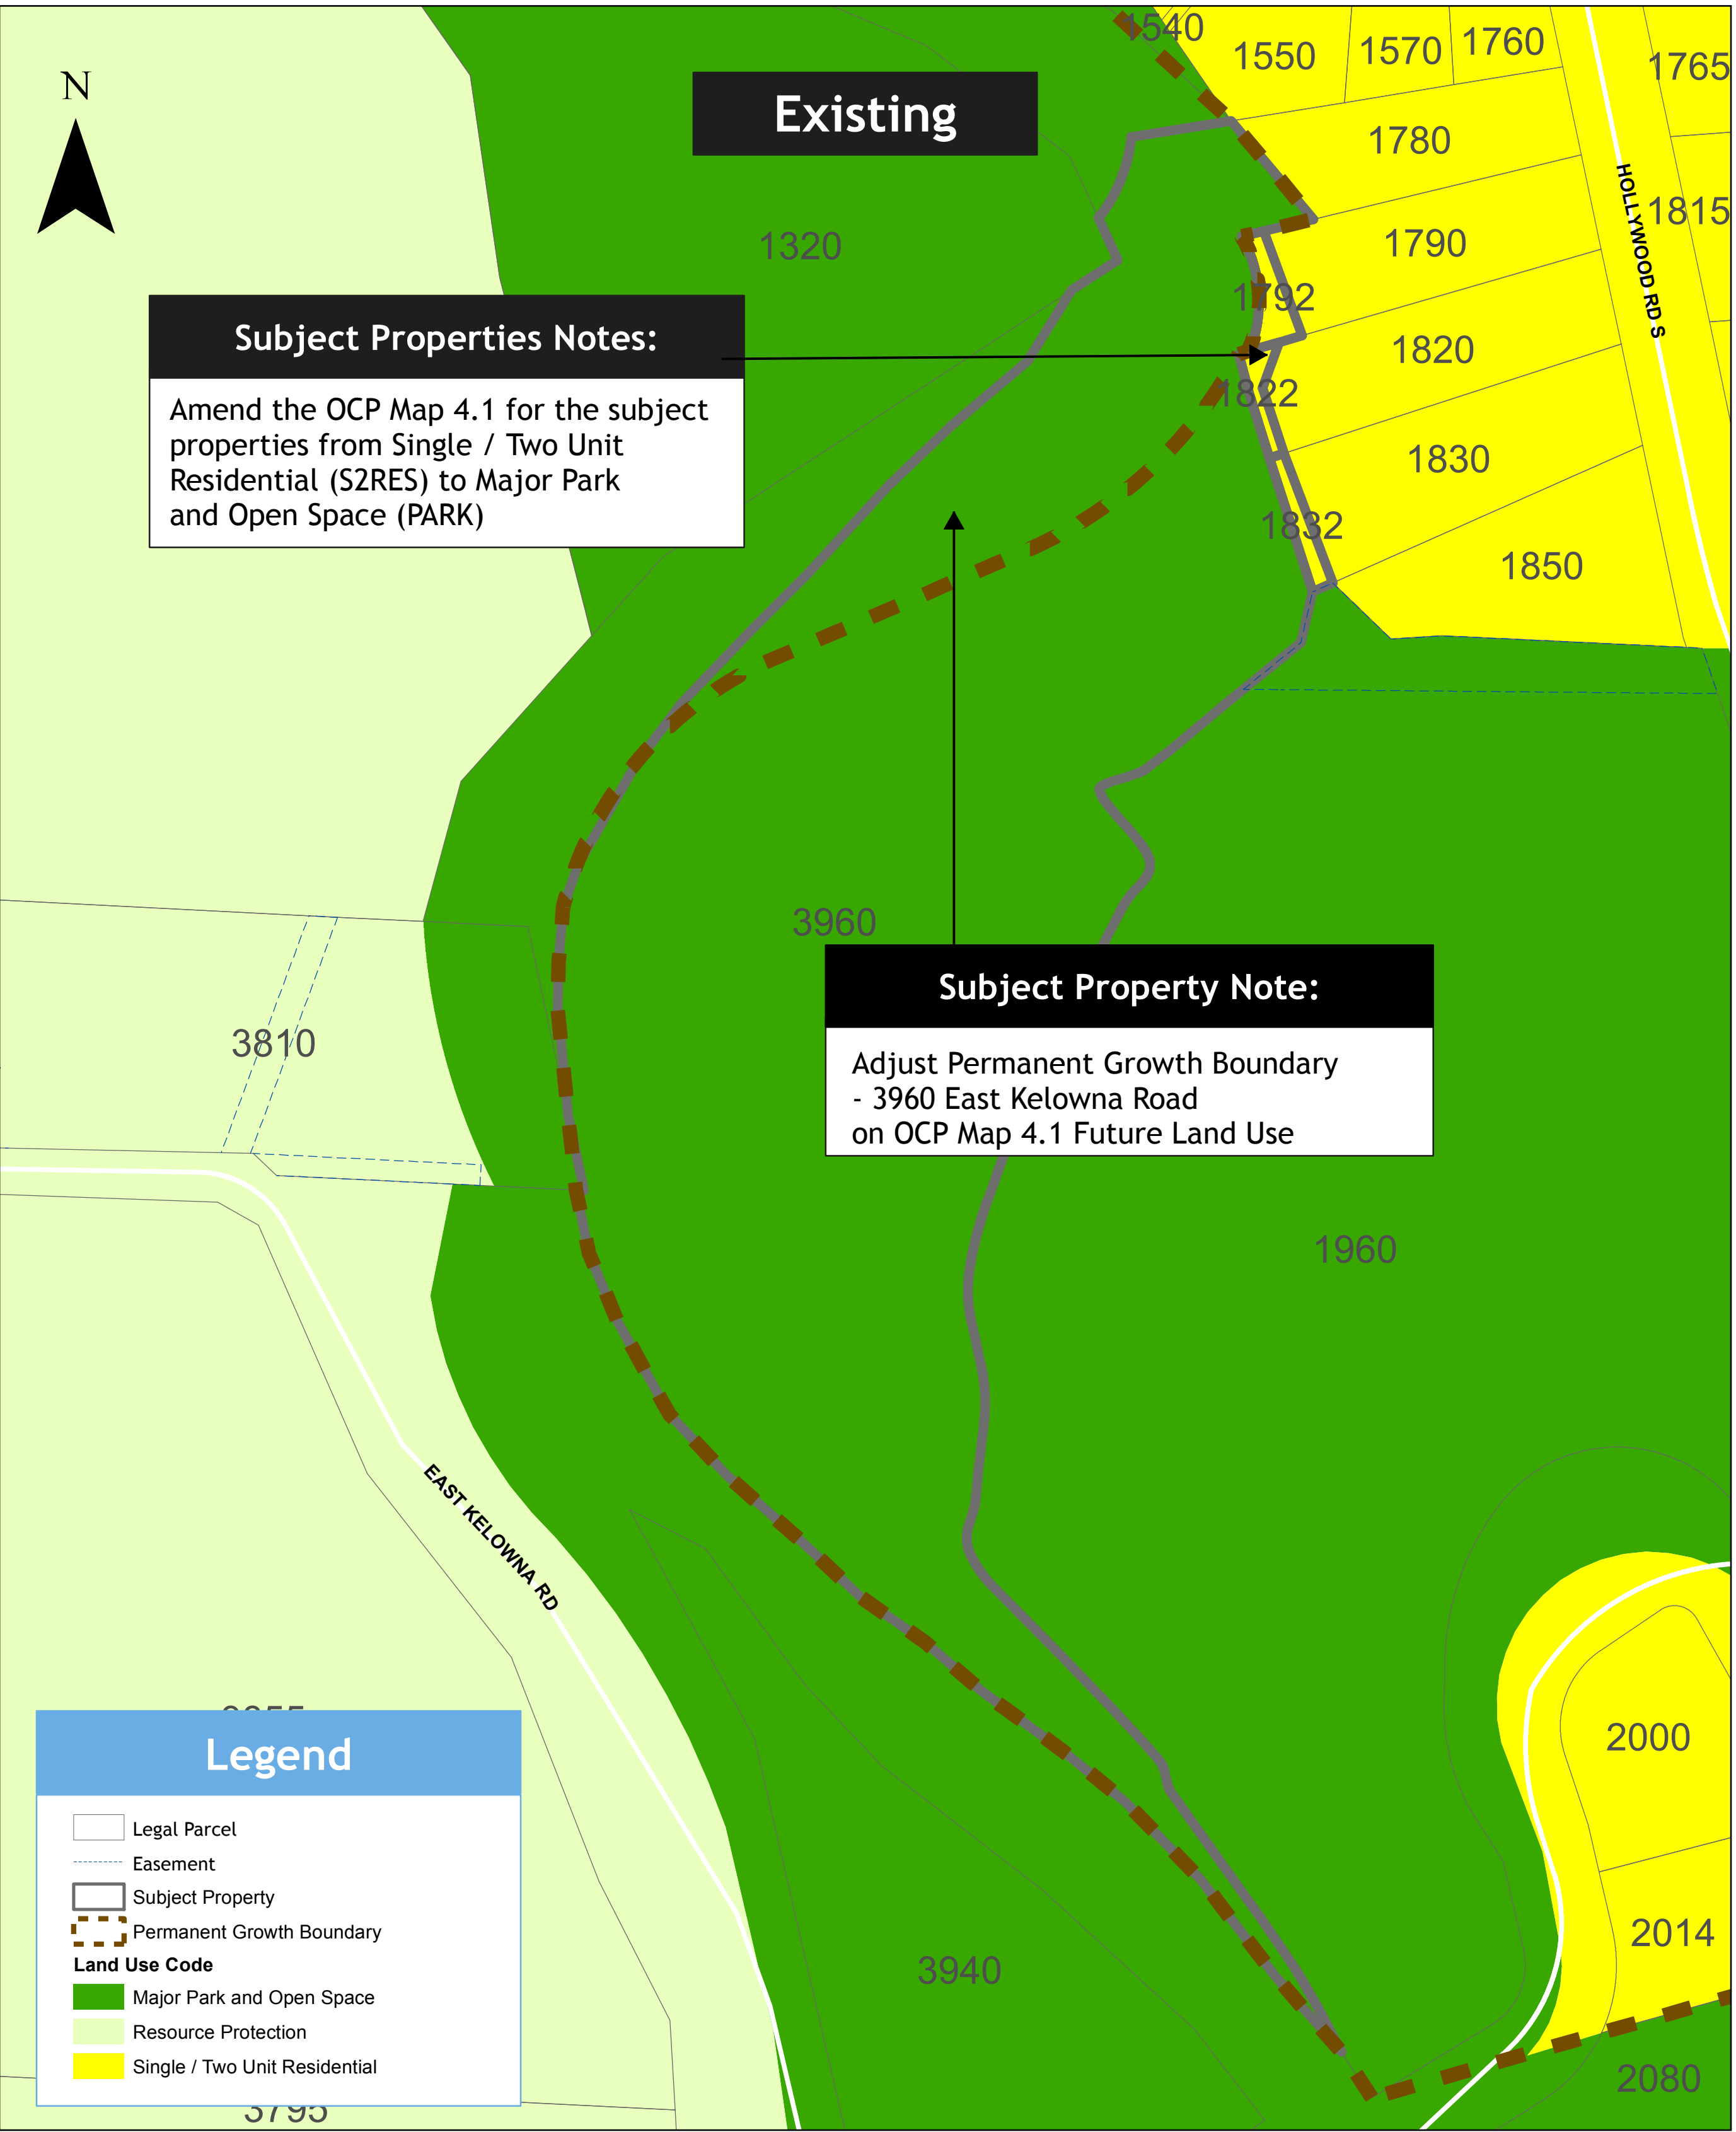 N
Existing
1540
1550
1570
1760
1765
1780
1815
1320
1790
HOLLYWOOD RD S
1792
1820
1822
1830
1832
1850
Subject Properties Notes:
Amend the OCP Map 4.1 for the subject
properties from Single / Two Unit
Residential (S2RES) to Major Park
and Open Space (PARK)
3960
3810
Subject Property Note:
Adjust Permanent Growth Boundary
- 3960 East Kelowna Road
on OCP Map 4.1 Future Land Use
1960
EAST KELOWNA RD
2000
2014
3940
2080
3795
Legend
Legal Parcel
Easement
Subject Property
Permanent Growth Boundary
Land Use Code
Major Park and Open Space
Resource Protection
Single / Two Unit Residential